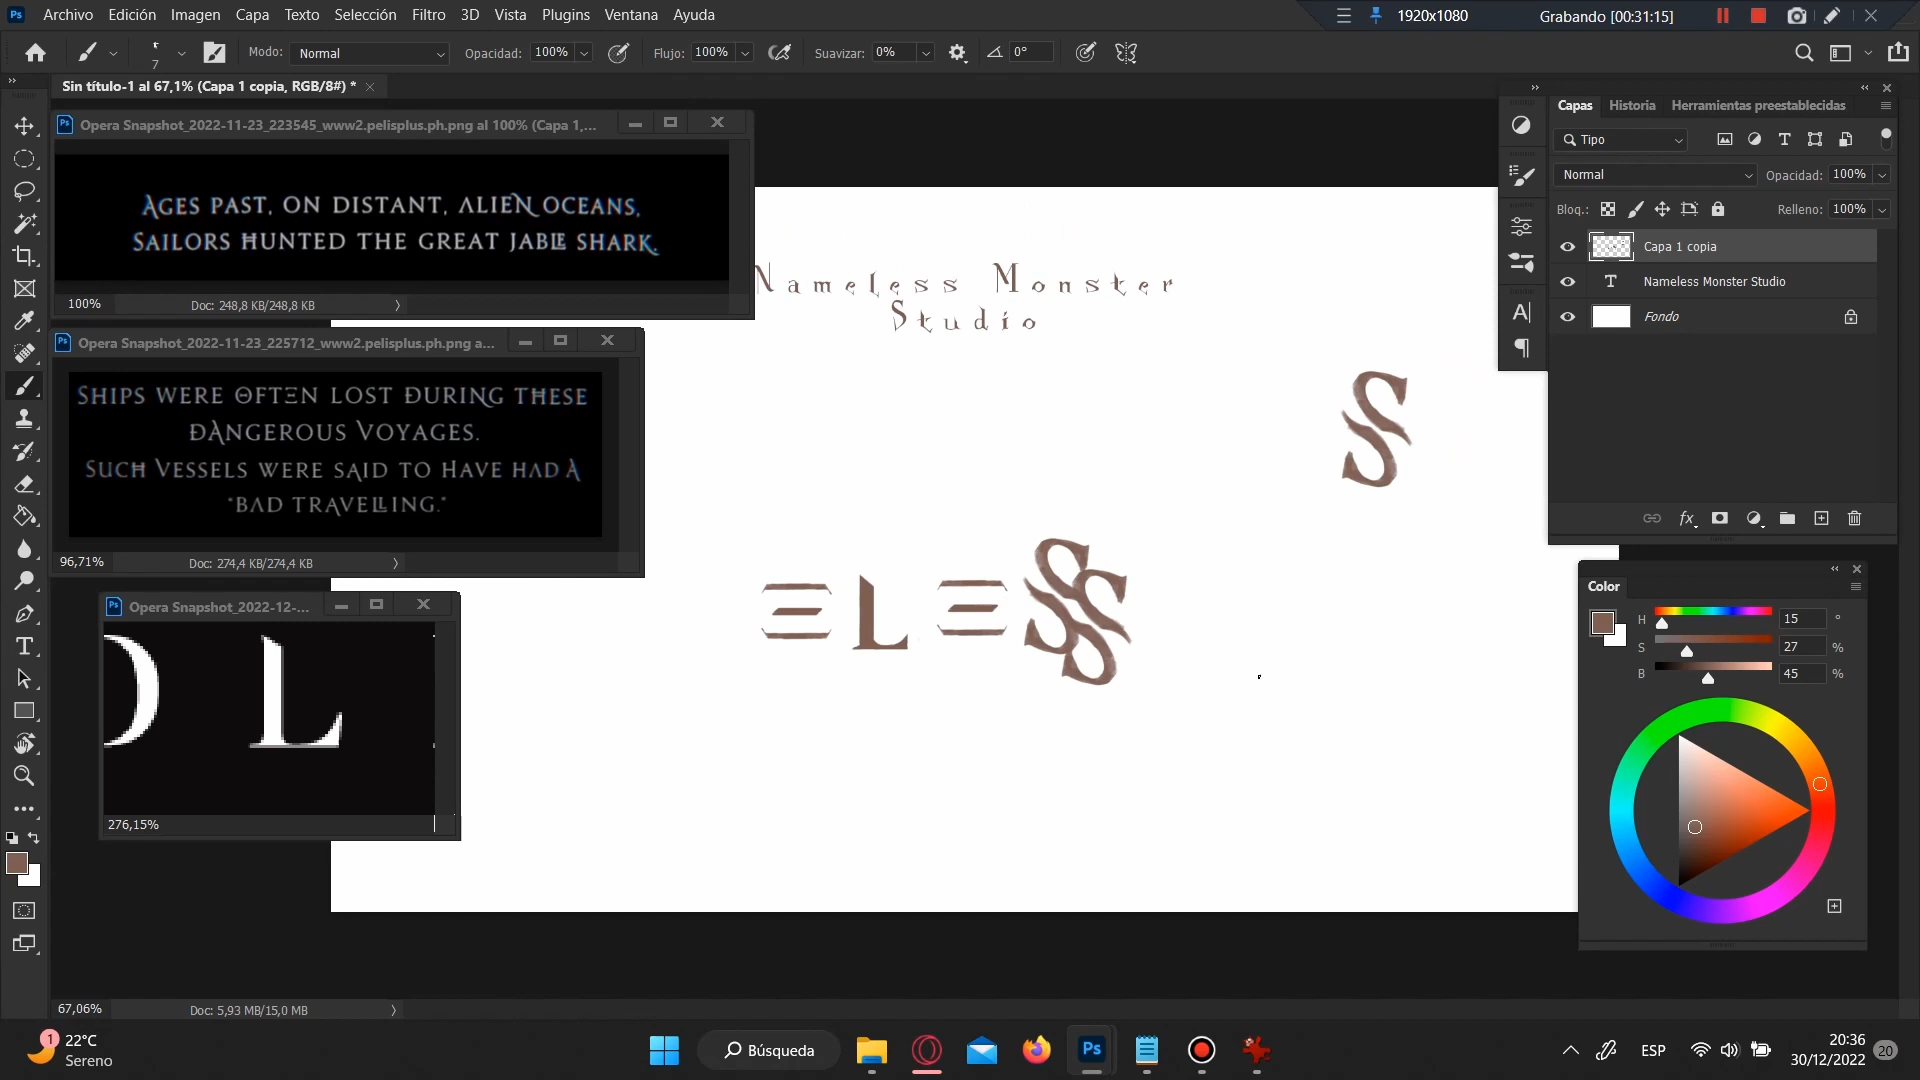 Archivo Edición Imagen Capa Texto Selección Filtro 3D Vista Plugins Ventana Ayuda
1920x1080 Grabando [00:31:15]
7 Modo: Normal Opacidad: 100% Flujo: 100% Suavizar: 0% 0°
Sin título-1 al 67,1% (Capa 1 copia, RGB/8#) *
Opera Snapshot_2022-11-23_223545_www2.pelisplus.ph.png al 100% (Capa 1,...
AGES PAST, ON DISTANT, ALIEN OCEANS,
SAILORS HUNTED THE GREAT JABLE SHARK.
100% Doc: 248,8 KB/248,8 KB
Opera Snapshot_2022-11-23_225712_www2.pelisplus.ph.png a...
SHIPS WERE OFTEN LOST DURING THESE
DANGEROUS VOYAGES.
SUCH VESSELS WERE SAID TO HAVE HAD A
"BAD TRAVELLING."
96,71% Doc: 274,4 KB/274,4 KB
Opera Snapshot_2022-12-...
L
276,15%
Nameless Monster
Studio
S
ELESS
Capas Historia Herramientas preestablecidas
Tipo
Normal Opacidad: 100%
Bloq.: Relleno: 100%
Capa 1 copia
T Nameless Monster Studio
Fondo
fx
Color
H 15 °
S 27 %
B 45 %
67,06% Doc: 5,93 MB/15,0 MB
1 22°C
Sereno
Búsqueda
Ps
ESP
20:36
30/12/2022
20